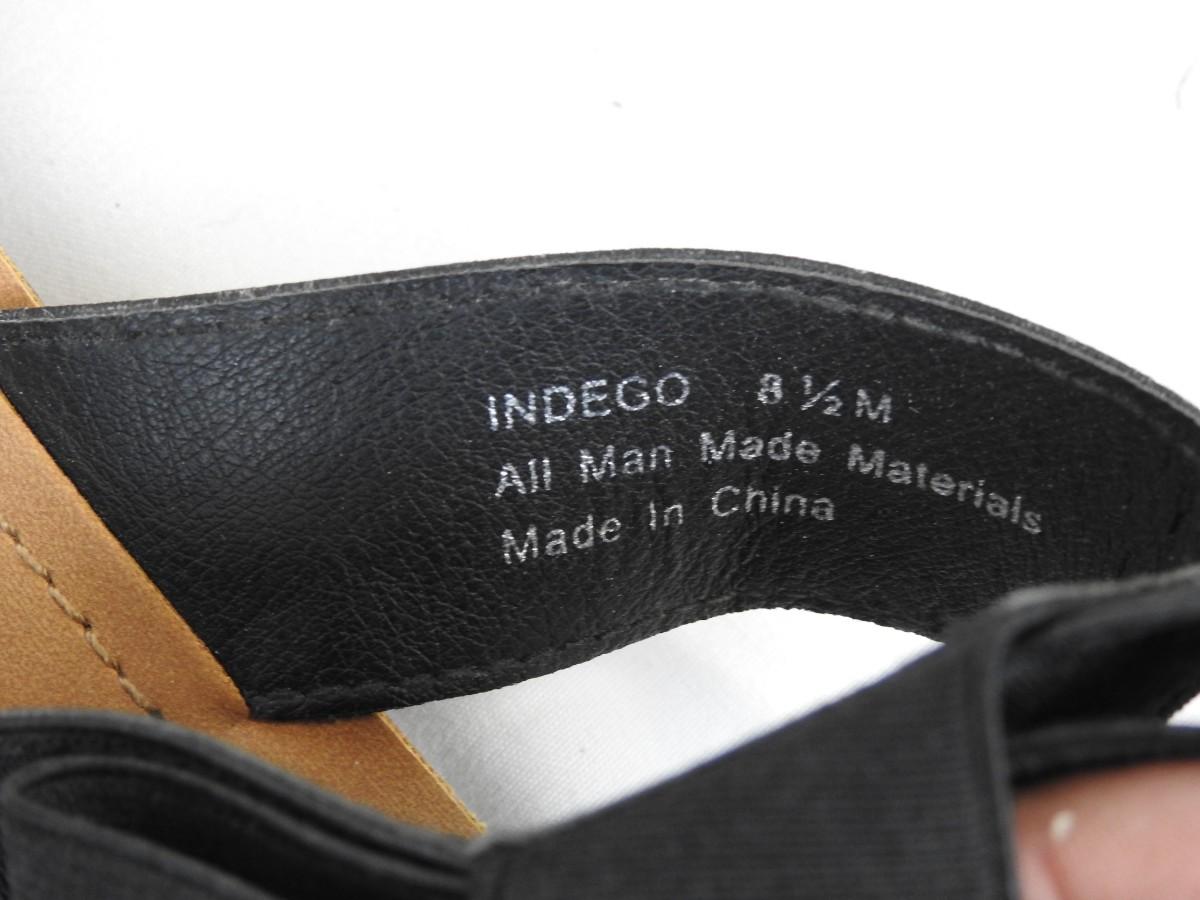 INDEGO 8 ½ M
All Man Made Materials
Made In China